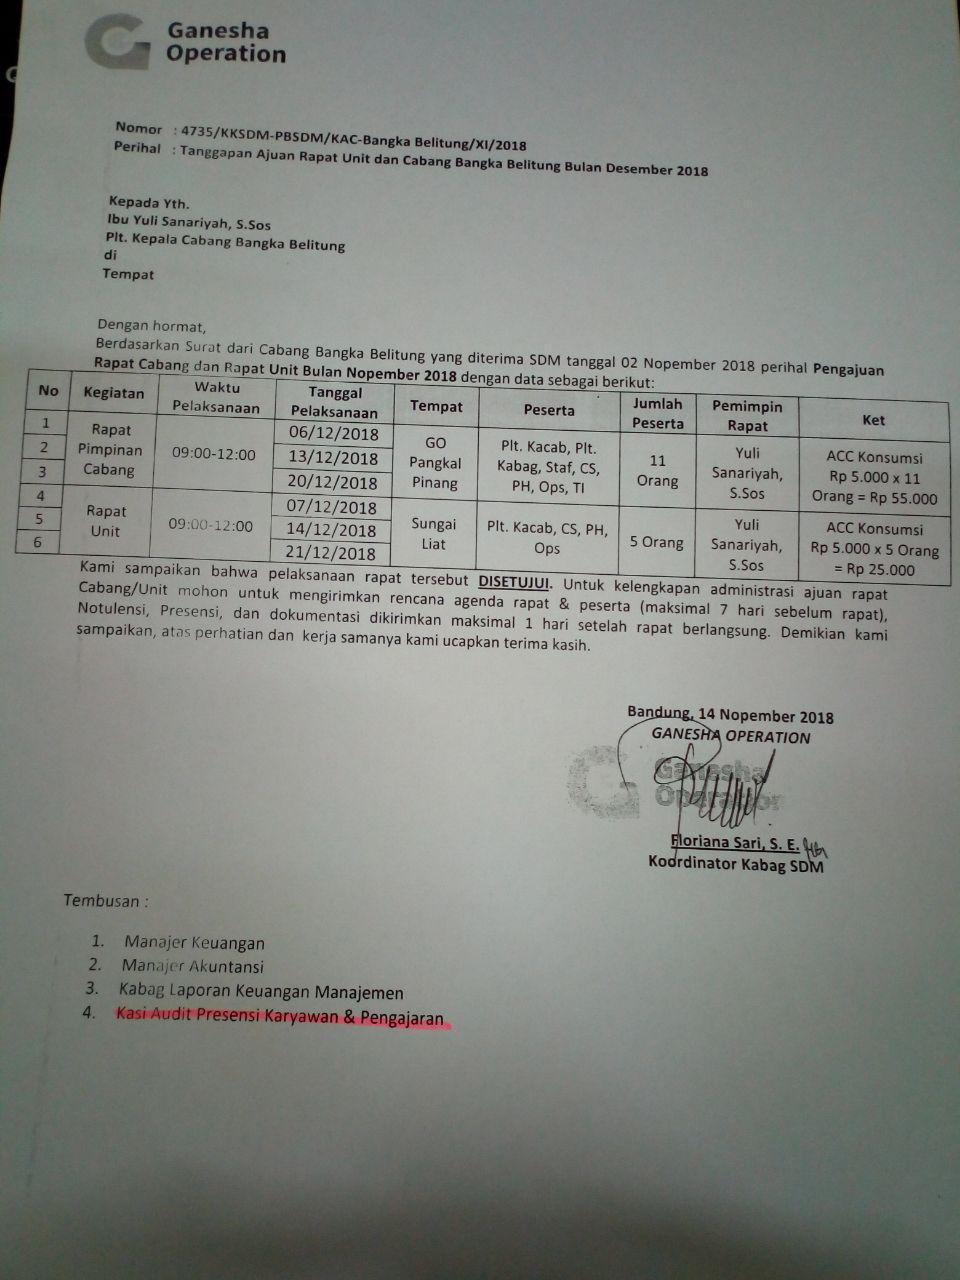 Ganesha
Operation
Nomor : 4735/KKSDM-PBSDM/KAC-Bangka Belitung/XI/2018
Perihal : Tanggapan Ajuan Rapat Unit dan Cabang Bangka Belitung Bulan Desember 2018
Kepada Yth.
Ibu Yuli Sanariyah, S.Sos
Plt. Kepala Cabang Bangka Belitung
di
Tempat
Dengan hormat,
Berdasarkan Surat dari Cabang Bangka Belitung yang diterima SDM tanggal 02 Nopember 2018 perihal Pengajuan
Rapat Cabang dan Rapat Unit Bulan Nopember 2018 dengan data sebagai berikut:
No Kegiatan Waktu Pelaksanaan Tanggal Pelaksanaan Tempat Peserta Jumlah Peserta Pemimpin Rapat Ket
1 Rapat Pimpinan Cabang 09:00-12:00 06/12/2018 GO Pangkal Pinang Plt. Kacab, Plt. Kabag, Staf, CS, PH, Ops, TI 11 Orang Yuli Sanariyah, S.Sos ACC Konsumsi Rp 5.000 x 11 Orang = Rp 55.000
2 13/12/2018
3 20/12/2018
4 Rapat Unit 09:00-12:00 07/12/2018 Sungai Liat Plt. Kacab, CS, PH, Ops 5 Orang Yuli Sanariyah, S.Sos ACC Konsumsi Rp 5.000 x 5 Orang = Rp 25.000
5 14/12/2018
6 21/12/2018
Kami sampaikan bahwa pelaksanaan rapat tersebut DISETUJUI. Untuk kelengkapan administrasi ajuan rapat
Cabang/Unit mohon untuk mengirimkan rencana agenda rapat & peserta (maksimal 7 hari sebelum rapat),
Notulensi, Presensi, dan dokumentasi dikirimkan maksimal 1 hari setelah rapat berlangsung. Demikian kami
sampaikan, atas perhatian dan kerja samanya kami ucapkan terima kasih.
Bandung, 14 Nopember 2018
GANESHA OPERATION
Ganesha
Operation
Floriana Sari, S. E.
Koordinator Kabag SDM
Tembusan :
1. Manajer Keuangan
2. Manajer Akuntansi
3. Kabag Laporan Keuangan Manajemen
4. Kasi Audit Presensi Karyawan & Pengajaran